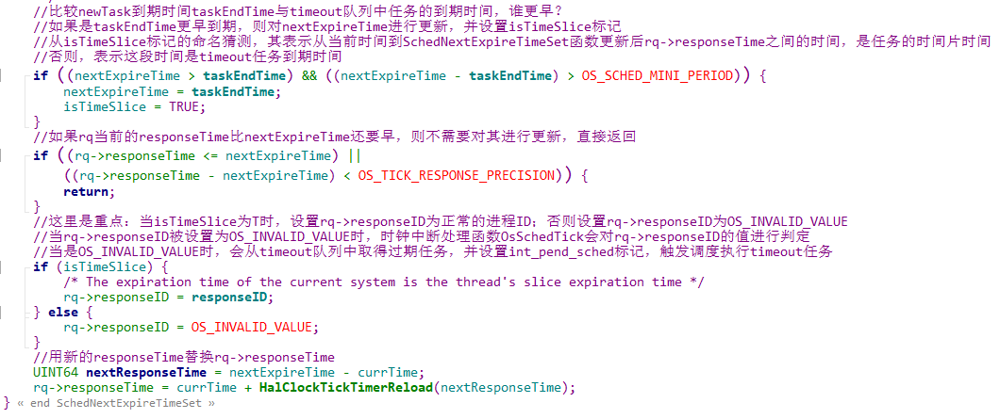 //比较newTask到期时间taskEndTime与timeout队列中任务的到期时间，谁更早？
//如果是taskEndTime更早到期，则对nextExpireTime进行更新，并设置isTimeSlice标记
//从isTimeSlice标记的命名猜测，其表示从当前时间到SchedNextExpireTimeSet函数更新后rq->responseTime之间的时间，是任务的时间片时间
//否则，表示这段时间是timeout任务到期时间
if ((nextExpireTime > taskEndTime) && ((nextExpireTime - taskEndTime) > OS_SCHED_MINI_PERIOD)) {
nextExpireTime = taskEndTime;
isTimeSlice = TRUE;
}
//如果rq当前的responseTime比nextExpireTime还要早，则不需要对其进行更新，直接返回
if ((rq->responseTime <= nextExpireTime) ||
((rq->responseTime - nextExpireTime) < OS_TICK_RESPONSE_PRECISION)) {
return;
}
//这里是重点：当isTimeSlice为T时，设置rq->responseID为正常的进程ID；否则设置rq->responseID为OS_INVALID_VALUE
//当rq->responseID被设置为OS_INVALID_VALUE时，时钟中断处理函数OsSchedTick会对rq->responseID的值进行判定
//当是OS_INVALID_VALUE时，会从timeout队列中取得过期任务，并设置int_pend_sched标记，触发调度执行timeout任务
if (isTimeSlice) {
/* The expiration time of the current system is the thread's slice expiration time */
rq->responseID = responseID;
} else {
rq->responseID = OS_INVALID_VALUE;
}
//用新的responseTime替换rq->responseTime
UINT64 nextResponseTime = nextExpireTime - currTime;
rq->responseTime = currTime + HalClockTickTimerReload(nextResponseTime);
} « end SchedNextExpireTimeSet »